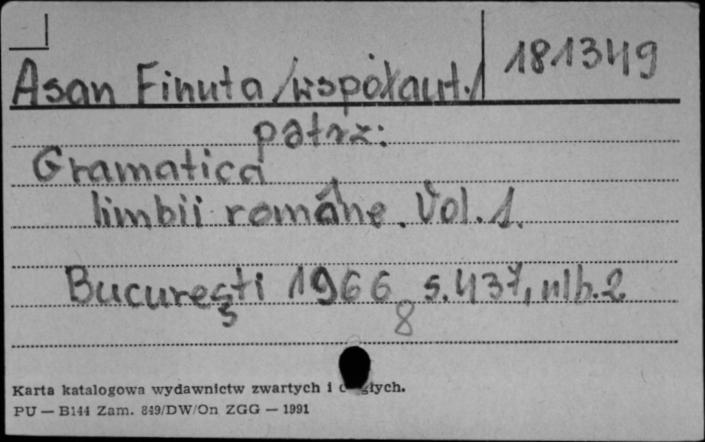 181349
Asan Finuta /współaut./
patrz:
Gramatica
limbii române. Vol. 1.
București 1966 s. 437, nlb. 2
8
Karta katalogowa wydawnictw zwartych i
PU — B144 Zam. 849/DW/On ZGG — 1991